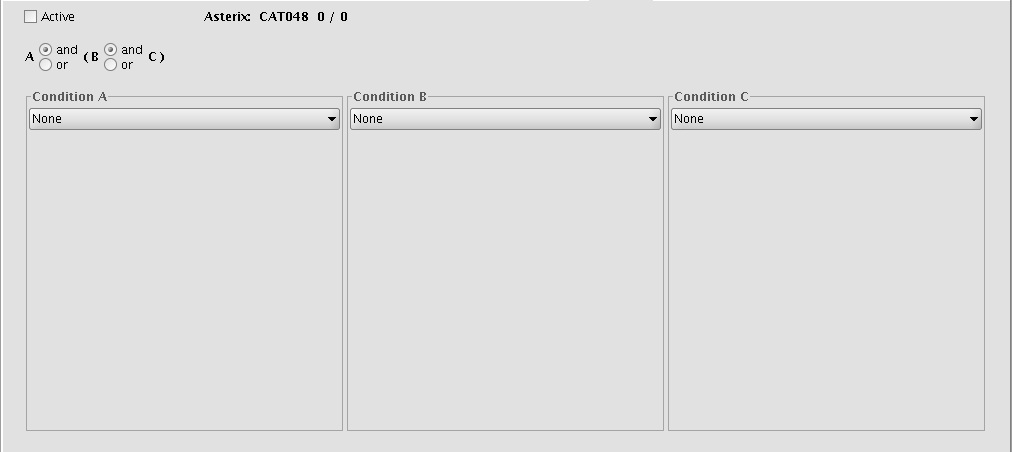 Active
Asterix: CAT048 0 / 0
A and or ( B and or C )
Condition A
Condition B
Condition C
None
None
None